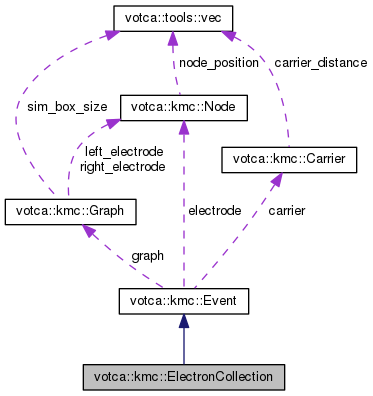 votca::tools::vec
node_position
carrier_distance
sim_box_size
votca::kmc::Node
left_electrode
right_electrode
votca::kmc::Carrier
votca::kmc::Graph
electrode
carrier
graph
votca::kmc::Event
votca::kmc::ElectronCollection